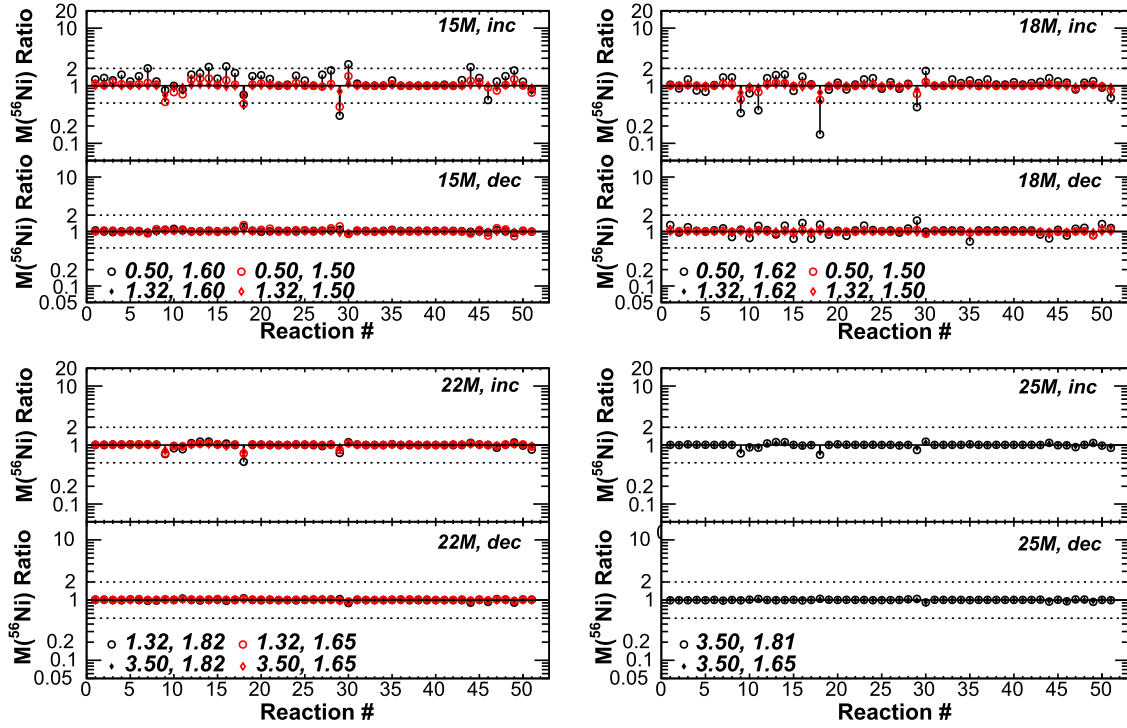 15M, inc
M(⁵⁶Ni) Ratio
20
10
2
1
0.2
0.1
15M, dec
M(⁵⁶Ni) Ratio
10
2
1
0.2
0.1
0.05
0.50, 1.60 0.50, 1.50
1.32, 1.60 1.32, 1.50
0 5 10 15 20 25 30 35 40 45 50
Reaction #
18M, inc
M(⁵⁶Ni) Ratio
20
10
2
1
0.2
0.1
18M, dec
M(⁵⁶Ni) Ratio
10
2
1
0.2
0.1
0.05
0.50, 1.62 0.50, 1.50
1.32, 1.62 1.32, 1.50
0 5 10 15 20 25 30 35 40 45 50
Reaction #
22M, inc
M(⁵⁶Ni) Ratio
20
10
2
1
0.2
0.1
22M, dec
M(⁵⁶Ni) Ratio
10
2
1
0.2
0.1
0.05
1.32, 1.82 1.32, 1.65
3.50, 1.82 3.50, 1.65
0 5 10 15 20 25 30 35 40 45 50
Reaction #
25M, inc
M(⁵⁶Ni) Ratio
20
10
2
1
0.2
0.1
25M, dec
M(⁵⁶Ni) Ratio
10
2
1
0.2
0.1
0.05
3.50, 1.81
3.50, 1.65
0 5 10 15 20 25 30 35 40 45 50
Reaction #